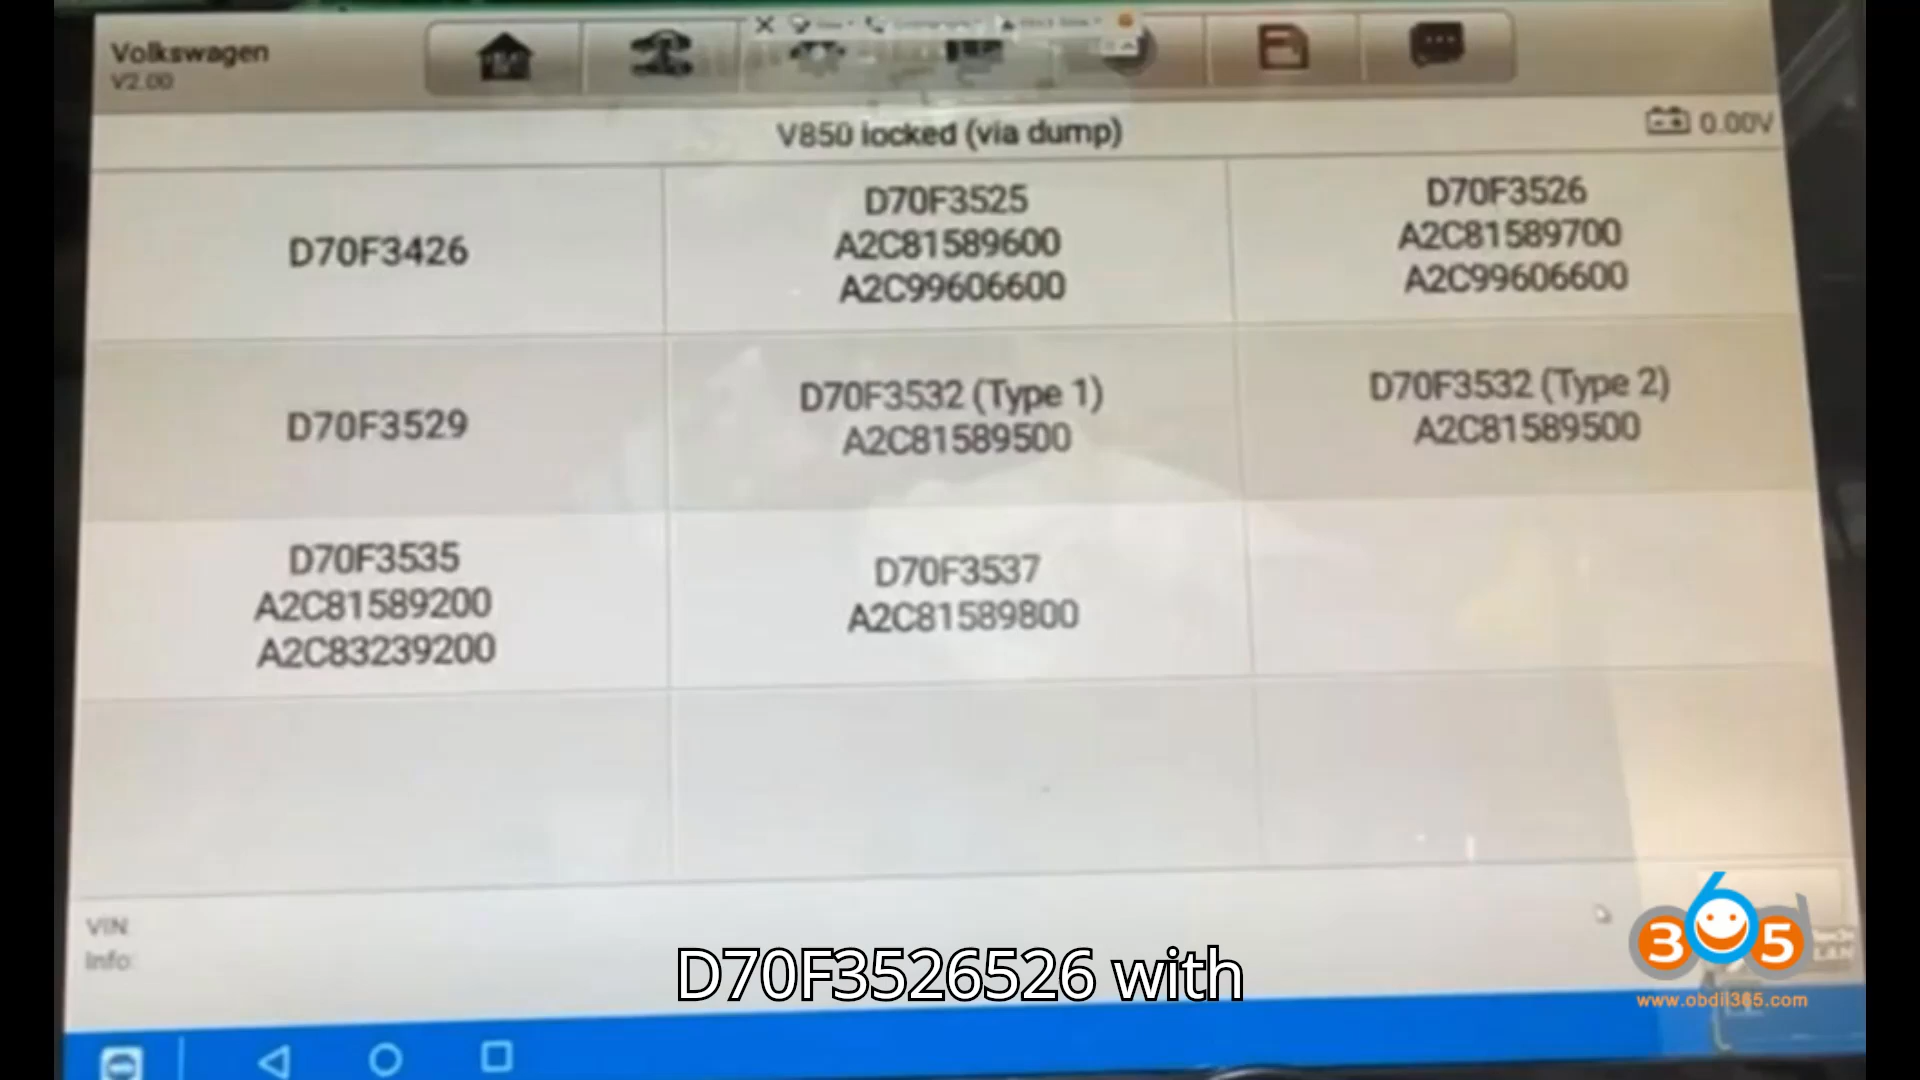 Volkswagen
V2.00
V850 locked (via dump)
0.00V
D70F3426
D70F3525
A2C81589600
A2C99606600
D70F3526
A2C81589700
A2C99606600
D70F3529
D70F3532 (Type 1)
A2C81589500
D70F3532 (Type 2)
A2C81589500
D70F3535
A2C81589200
A2C83239200
D70F3537
A2C81589800
VIN:
Info:
D70F3526526 with
365
www.obdii365.com